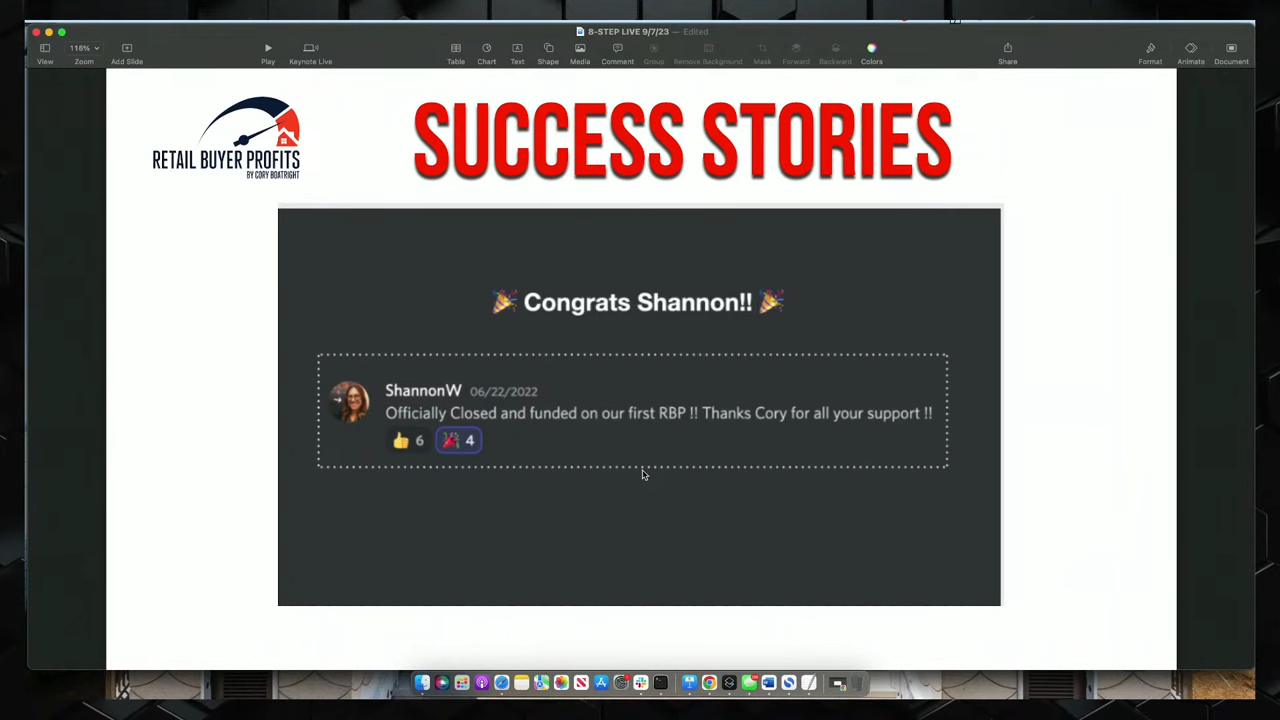 8-STEP LIVE 9/7/23 — Edited
116%
View
Zoom
Add Slide
Play
Keynote Live
Table
Chart
Text
Shape
Media
Comment
Group
Remove Background
Mask
Forward
Backward
Colors
Share
Format
Animate
Document
RETAIL BUYER PROFITS
BY CORY BOATRIGHT
SUCCESS STORIES
🎉 Congrats Shannon!! 🎉
ShannonW 06/22/2022
Officially Closed and funded on our first RBP !! Thanks Cory for all your support !!
👍 6 🎉 4